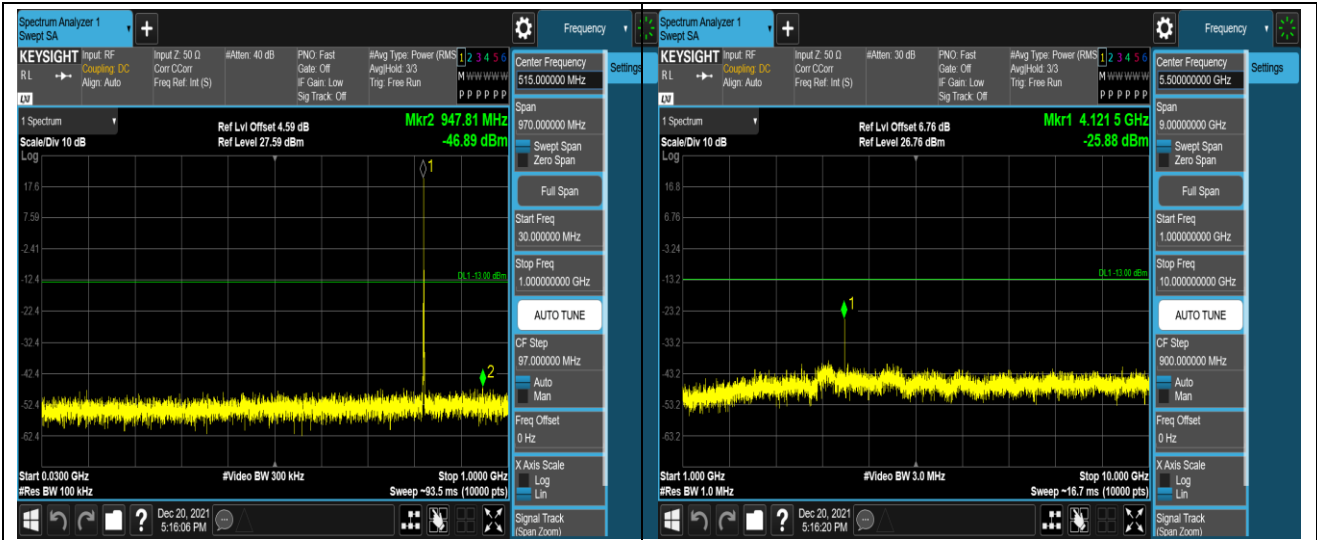 Spectrum Analyzer 1
Swept SA
+
Frequency
KEYSIGHT
RL
LXI
Input: RF
Coupling: DC
Align: Auto
Input Z: 50 Ω
Corr CCorr
Freq Ref: Int (S)
#Atten: 40 dB
PNO: Fast
Gate: Off
IF Gain: Low
Sig Track: Off
#Avg Type: Power (RMS
Avg|Hold: 3/3
Trig: Free Run
1 2 3 4 5 6
M W W W W W
P P P P P P
Center Frequency
515.000000 MHz
Settings
Span
970.000000 MHz
Swept Span
Zero Span
Full Span
Start Freq
30.000000 MHz
Stop Freq
1.000000000 GHz
AUTO TUNE
CF Step
97.000000 MHz
Auto
Man
Freq Offset
0 Hz
X Axis Scale
Log
Lin
Signal Track
(Span Zoom)
1 Spectrum
Scale/Div 10 dB
Log
Ref Lvl Offset 4.59 dB
Ref Level 27.59 dBm
Mkr2 947.81 MHz
-46.89 dBm
1
17.6
7.59
-2.41
-12.4
DL1 -13.00 dBm
-22.4
-32.4
-42.4
2
-52.4
-62.4
Start 0.0300 GHz
#Res BW 100 kHz
#Video BW 300 kHz
Stop 1.0000 GHz
Sweep ~93.5 ms (10000 pts)
?
Dec 20, 2021
5:16:06 PM
Spectrum Analyzer 1
Swept SA
+
Frequency
KEYSIGHT
RL
LXI
Input: RF
Coupling: DC
Align: Auto
Input Z: 50 Ω
Corr CCorr
Freq Ref: Int (S)
#Atten: 30 dB
PNO: Fast
Gate: Off
IF Gain: Low
Sig Track: Off
#Avg Type: Power (RMS
Avg|Hold: 3/3
Trig: Free Run
1 2 3 4 5 6
M W W W W W
P P P P P P
Center Frequency
5.500000000 GHz
Settings
Span
9.00000000 GHz
Swept Span
Zero Span
Full Span
Start Freq
1.000000000 GHz
Stop Freq
10.000000000 GHz
AUTO TUNE
CF Step
900.000000 MHz
Auto
Man
Freq Offset
0 Hz
X Axis Scale
Log
Lin
Signal Track
(Span Zoom)
1 Spectrum
Scale/Div 10 dB
Log
Ref Lvl Offset 6.76 dB
Ref Level 26.76 dBm
Mkr1 4.121 5 GHz
-25.88 dBm
16.8
6.76
-3.24
-13.2
DL1 -13.00 dBm
-23.2
1
-33.2
-43.2
-53.2
-63.2
Start 1.000 GHz
#Res BW 1.0 MHz
#Video BW 3.0 MHz
Stop 10.000 GHz
Sweep ~16.7 ms (10000 pts)
?
Dec 20, 2021
5:16:20 PM